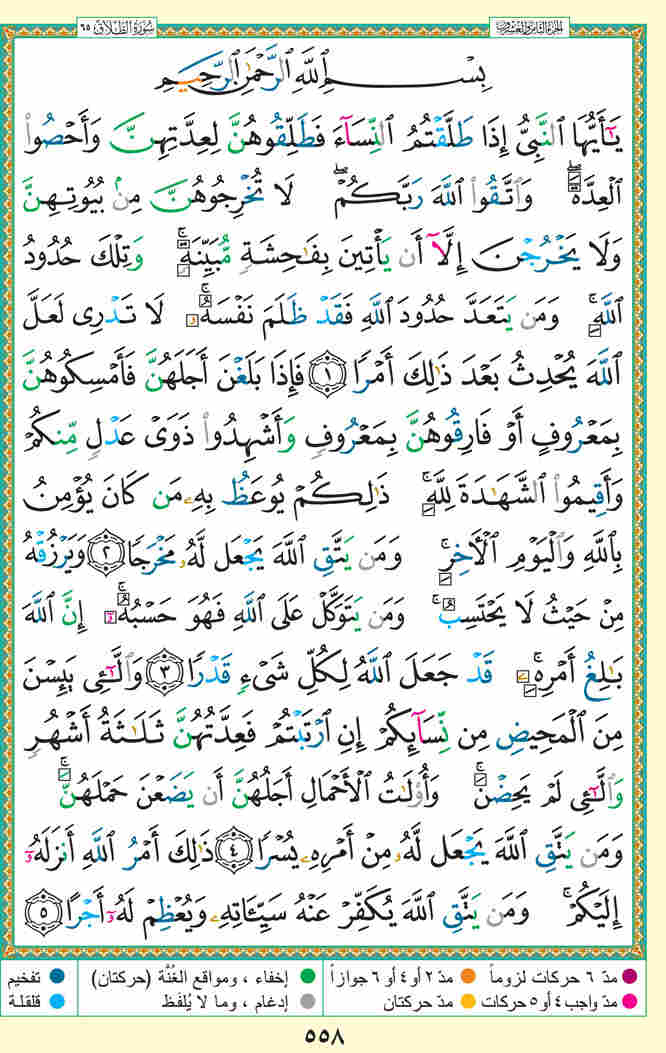 الجزء الثامن والعشرون
سُورَةُ الطَّلَاقِ ٦٥
بِسْمِ ٱللَّهِ ٱلرَّحْمَٰنِ ٱلرَّحِيمِ
يَٰٓأَيُّهَا ٱلنَّبِىُّ إِذَا طَلَّقْتُمُ ٱلنِّسَآءَ فَطَلِّقُوهُنَّ لِعِدَّتِهِنَّ وَأَحْصُوا۟
ٱلْعِدَّةَ ۖ وَٱتَّقُوا۟ ٱللَّهَ رَبَّكُمْ ۖ لَا تُخْرِجُوهُنَّ مِنۢ بُيُوتِهِنَّ
وَلَا يَخْرُجْنَ إِلَّآ أَن يَأْتِينَ بِفَٰحِشَةٍ مُّبَيِّنَةٍ ۚ وَتِلْكَ حُدُودُ
ٱللَّهِ ۚ وَمَن يَتَعَدَّ حُدُودَ ٱللَّهِ فَقَدْ ظَلَمَ نَفْسَهُۥ ۚ لَا تَدْرِى لَعَلَّ
ٱللَّهَ يُحْدِثُ بَعْدَ ذَٰلِكَ أَمْرًا ١ فَإِذَا بَلَغْنَ أَجَلَهُنَّ فَأَمْسِكُوهُنَّ
بِمَعْرُوفٍ أَوْ فَارِقُوهُنَّ بِمَعْرُوفٍ وَأَشْهِدُوا۟ ذَوَىْ عَدْلٍ مِّنكُمْ
وَأَقِيمُوا۟ ٱلشَّهَٰدَةَ لِلَّهِ ۚ ذَٰلِكُمْ يُوعَظُ بِهِۦ مَن كَانَ يُؤْمِنُ
بِٱللَّهِ وَٱلْيَوْمِ ٱلْأَخِرِ ۚ وَمَن يَتَّقِ ٱللَّهَ يَجْعَل لَّهُۥ مَخْرَجًا ٢ وَيَرْزُقْهُ
مِنْ حَيْثُ لَا يَحْتَسِبُ ۚ وَمَن يَتَوَكَّلْ عَلَى ٱللَّهِ فَهُوَ حَسْبُهُۥٓ ۚ إِنَّ ٱللَّهَ
بَٰلِغُ أَمْرِهِۦ ۚ قَدْ جَعَلَ ٱللَّهُ لِكُلِّ شَىْءٍ قَدْرًا ٣ وَٱلَّٰٓـِٔى يَئِسْنَ
مِنَ ٱلْمَحِيضِ مِن نِّسَآئِكُمْ إِنِ ٱرْتَبْتُمْ فَعِدَّتُهُنَّ ثَلَٰثَةُ أَشْهُرٍ
وَٱلَّٰٓـِٔى لَمْ يَحِضْنَ ۚ وَأُو۟لَٰتُ ٱلْأَحْمَالِ أَجَلُهُنَّ أَن يَضَعْنَ حَمْلَهُنَّ ۚ
وَمَن يَتَّقِ ٱللَّهَ يَجْعَل لَّهُۥ مِنْ أَمْرِهِۦ يُسْرًا ٤ ذَٰلِكَ أَمْرُ ٱللَّهِ أَنزَلَهُۥٓ
إِلَيْكُمْ ۚ وَمَن يَتَّقِ ٱللَّهَ يُكَفِّرْ عَنْهُ سَيِّـَٔاتِهِۦ وَيُعْظِمْ لَهُۥٓ أَجْرًا ٥
مدّ ٦ حركات لزوماً مدّ ٢ أو ٤ أو ٦ جوازاً إخفاء ، ومواقع الغُنَّة (حركتان) تفخيم
مدّ واجب ٤ أو ٥ حركات مدّ حركتان إدغام ، وما لا يُلفَظ قلقلة
٥٥٨